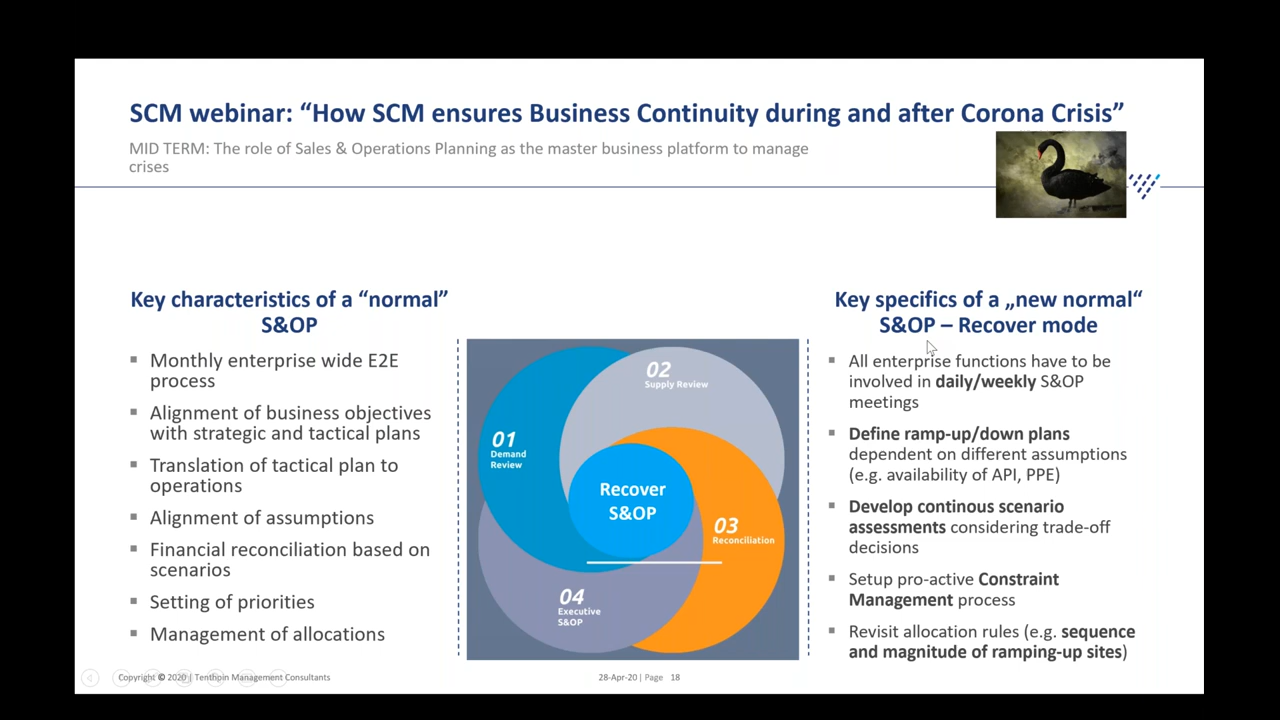 SCM webinar: “How SCM ensures Business Continuity during and after Corona Crisis”
MID TERM: The role of Sales & Operations Planning as the master business platform to manage
crises
Key characteristics of a “normal”
S&OP
▪ Monthly enterprise wide E2E
process
▪ Alignment of business objectives
with strategic and tactical plans
▪ Translation of tactical plan to
operations
▪ Alignment of assumptions
▪ Financial reconciliation based on
scenarios
▪ Setting of priorities
▪ Management of allocations
01
Demand
Review
02
Supply Review
Recover
S&OP
03
Reconciliation
04
Executive
S&OP
Key specifics of a „new normal“
S&OP – Recover mode
▪ All enterprise functions have to be
involved in daily/weekly S&OP
meetings
▪ Define ramp-up/down plans
dependent on different assumptions
(e.g. availability of API, PPE)
▪ Develop continous scenario
assessments considering trade-off
decisions
▪ Setup pro-active Constraint
Management process
▪ Revisit allocation rules (e.g. sequence
and magnitude of ramping-up sites)
Copyright © 2020 | Tenthpin Management Consultants
28-Apr-20 | Page 18